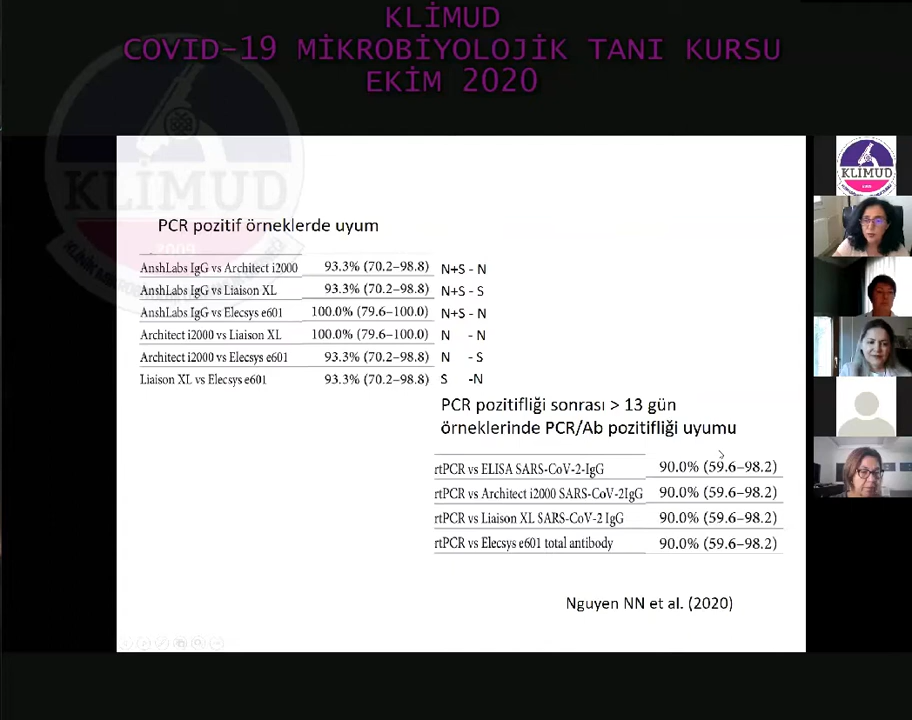 KLİMUD
COVID-19 MİKROBİYOLOJİK TANI KURSU
EKİM 2020
KLİMUD
2009
KLİMUD
PCR pozitif örneklerde uyum
AnshLabs IgG vs Architect i2000 93.3% (70.2–98.8) N+S - N
AnshLabs IgG vs Liaison XL 93.3% (70.2–98.8) N+S - S
AnshLabs IgG vs Elecsys e601 100.0% (79.6–100.0) N+S - N
Architect i2000 vs Liaison XL 100.0% (79.6–100.0) N - N
Architect i2000 vs Elecsys e601 93.3% (70.2–98.8) N - S
Liaison XL vs Elecsys e601 93.3% (70.2–98.8) S -N
PCR pozitifliği sonrası > 13 gün
örneklerinde PCR/Ab pozitifliği uyumu
rtPCR vs ELISA SARS-CoV-2-IgG 90.0% (59.6–98.2)
rtPCR vs Architect i2000 SARS-CoV-2IgG 90.0% (59.6–98.2)
rtPCR vs Liaison XL SARS-CoV-2 IgG 90.0% (59.6–98.2)
rtPCR vs Elecsys e601 total antibody 90.0% (59.6–98.2)
Nguyen NN et al. (2020)